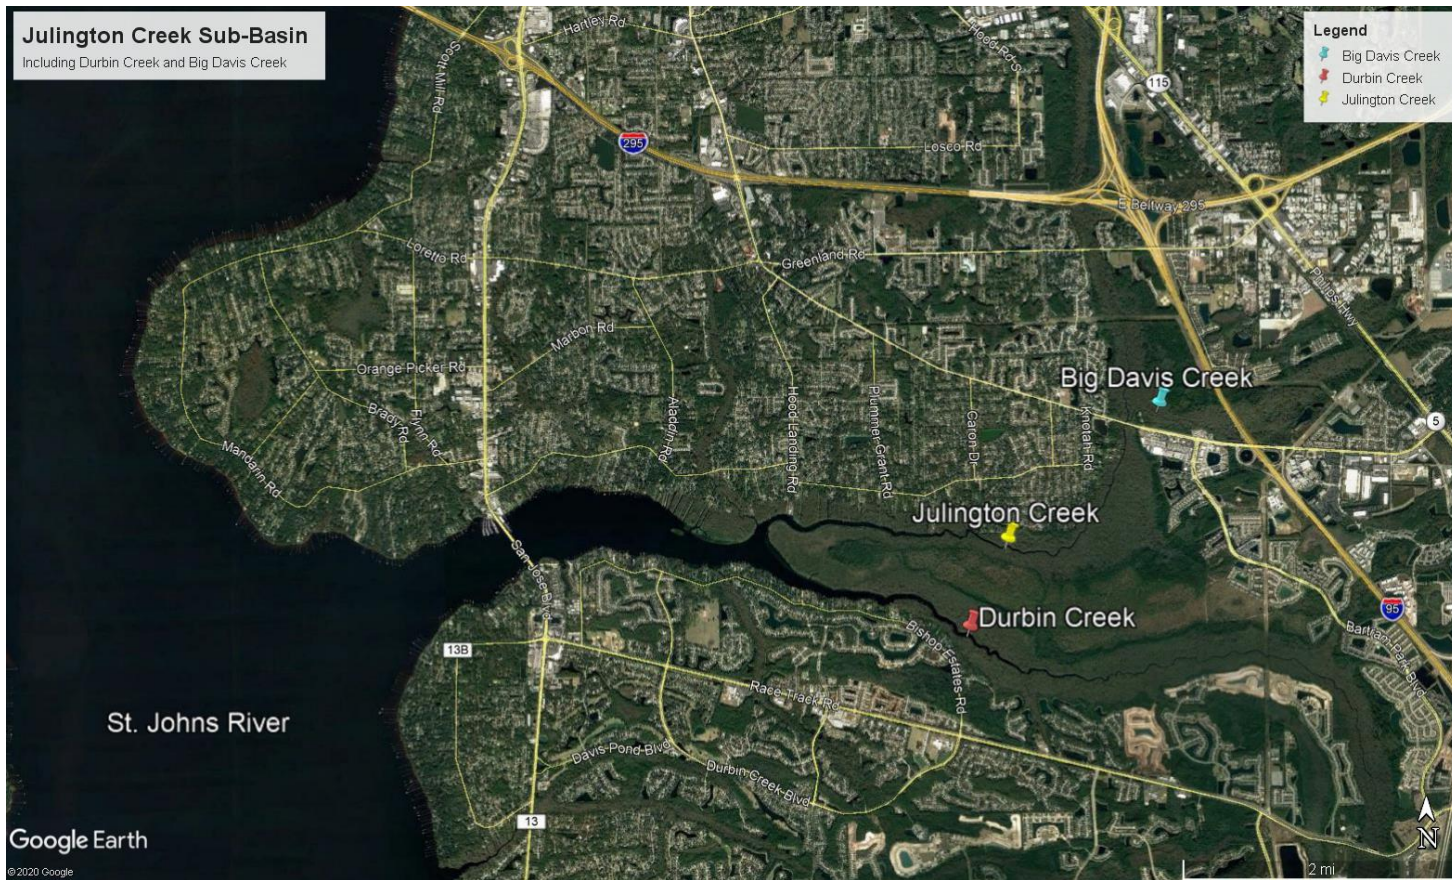 Julington Creek Sub-Basin
Including Durbin Creek and Big Davis Creek
Legend
Big Davis Creek
Durbin Creek
Julington Creek
Hartley Rd
Hood Rd S
Scott Mill Rd
115
295
Losco Rd
E Beltway 295
Loretto Rd
Greenland Rd
Philips Hwy
Marbon Rd
Orange Picker Rd
Big Davis Creek
Brady Rd
Flynn Rd
Aladdin Rd
Hood Landing Rd
Plummer Grant Rd
Caron Dr
Knotah Rd
5
Mandarin Rd
Julington Creek
San Jose Blvd
95
Durbin Creek
Bishop Estates Rd
Bartram Park Blvd
13B
Race Track Rd
St. Johns River
Davis Pond Blvd
Durbin Creek Blvd
13
Google Earth
N
©2020 Google
2 mi